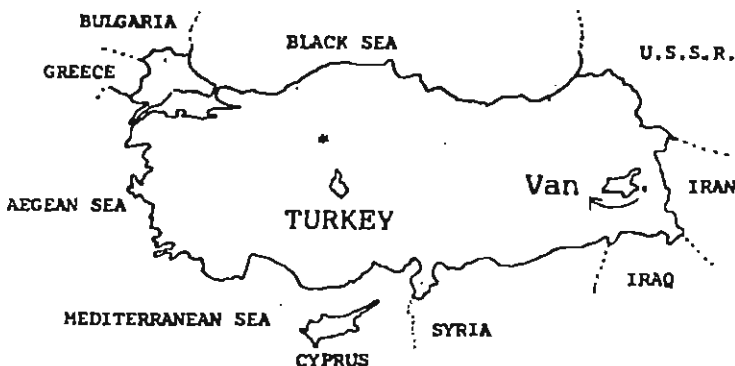 BULGARIA
BLACK SEA
U.S.S.R.
GREECE
*
Van
IRAN
AEGEAN SEA
TURKEY
IRAQ
MEDITERRANEAN SEA
SYRIA
CYPRUS